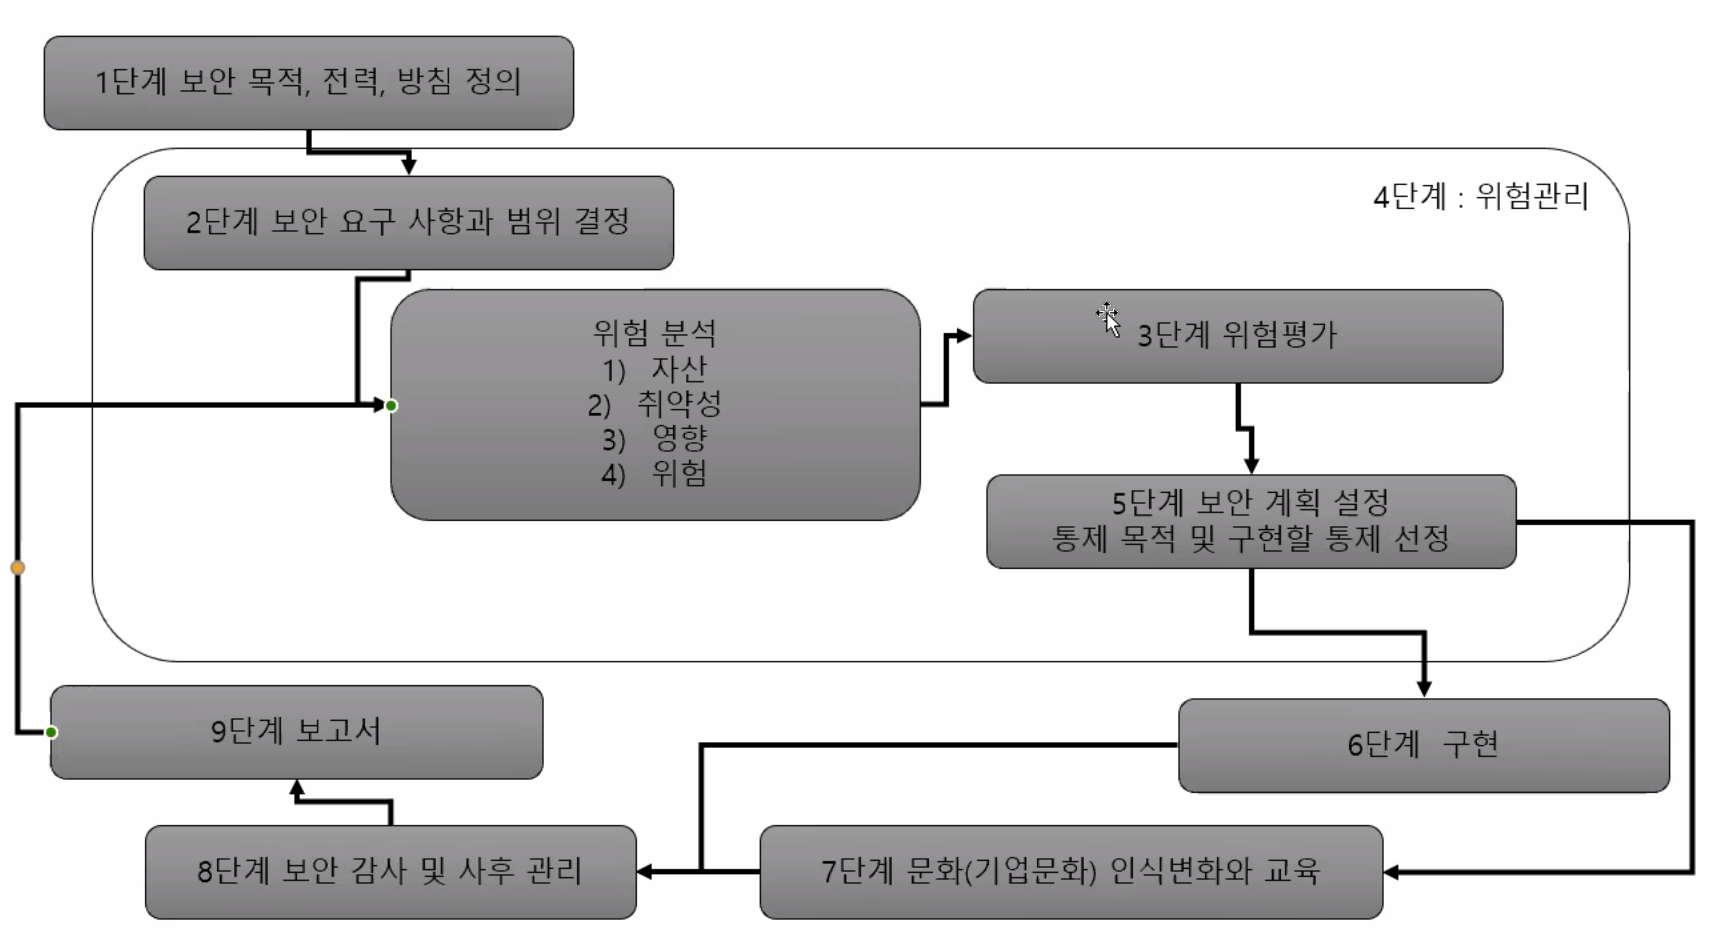 1단계 보안 목적, 전력, 방침 정의
2단계 보안 요구 사항과 범위 결정
4단계 : 위험관리
위험 분석
1) 자산
2) 취약성
3) 영향
4) 위험
3단계 위험평가
5단계 보안 계획 설정
통제 목적 및 구현할 통제 선정
6단계 구현
7단계 문화(기업문화) 인식변화와 교육
8단계 보안 감사 및 사후 관리
9단계 보고서